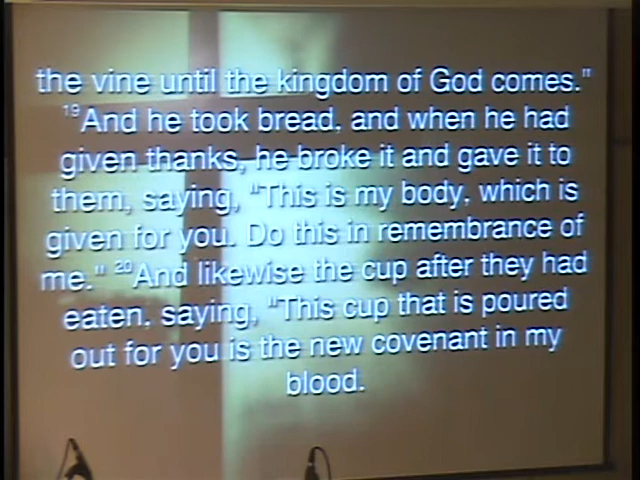 the vine until the kingdom of God comes."
19And he took bread, and when he had
given thanks, he broke it and gave it to
them, saying, "This is my body, which is
given for you. Do this in remembrance of
me." 20And likewise the cup after they had
eaten, saying, "This cup that is poured
out for you is the new covenant in my
blood.